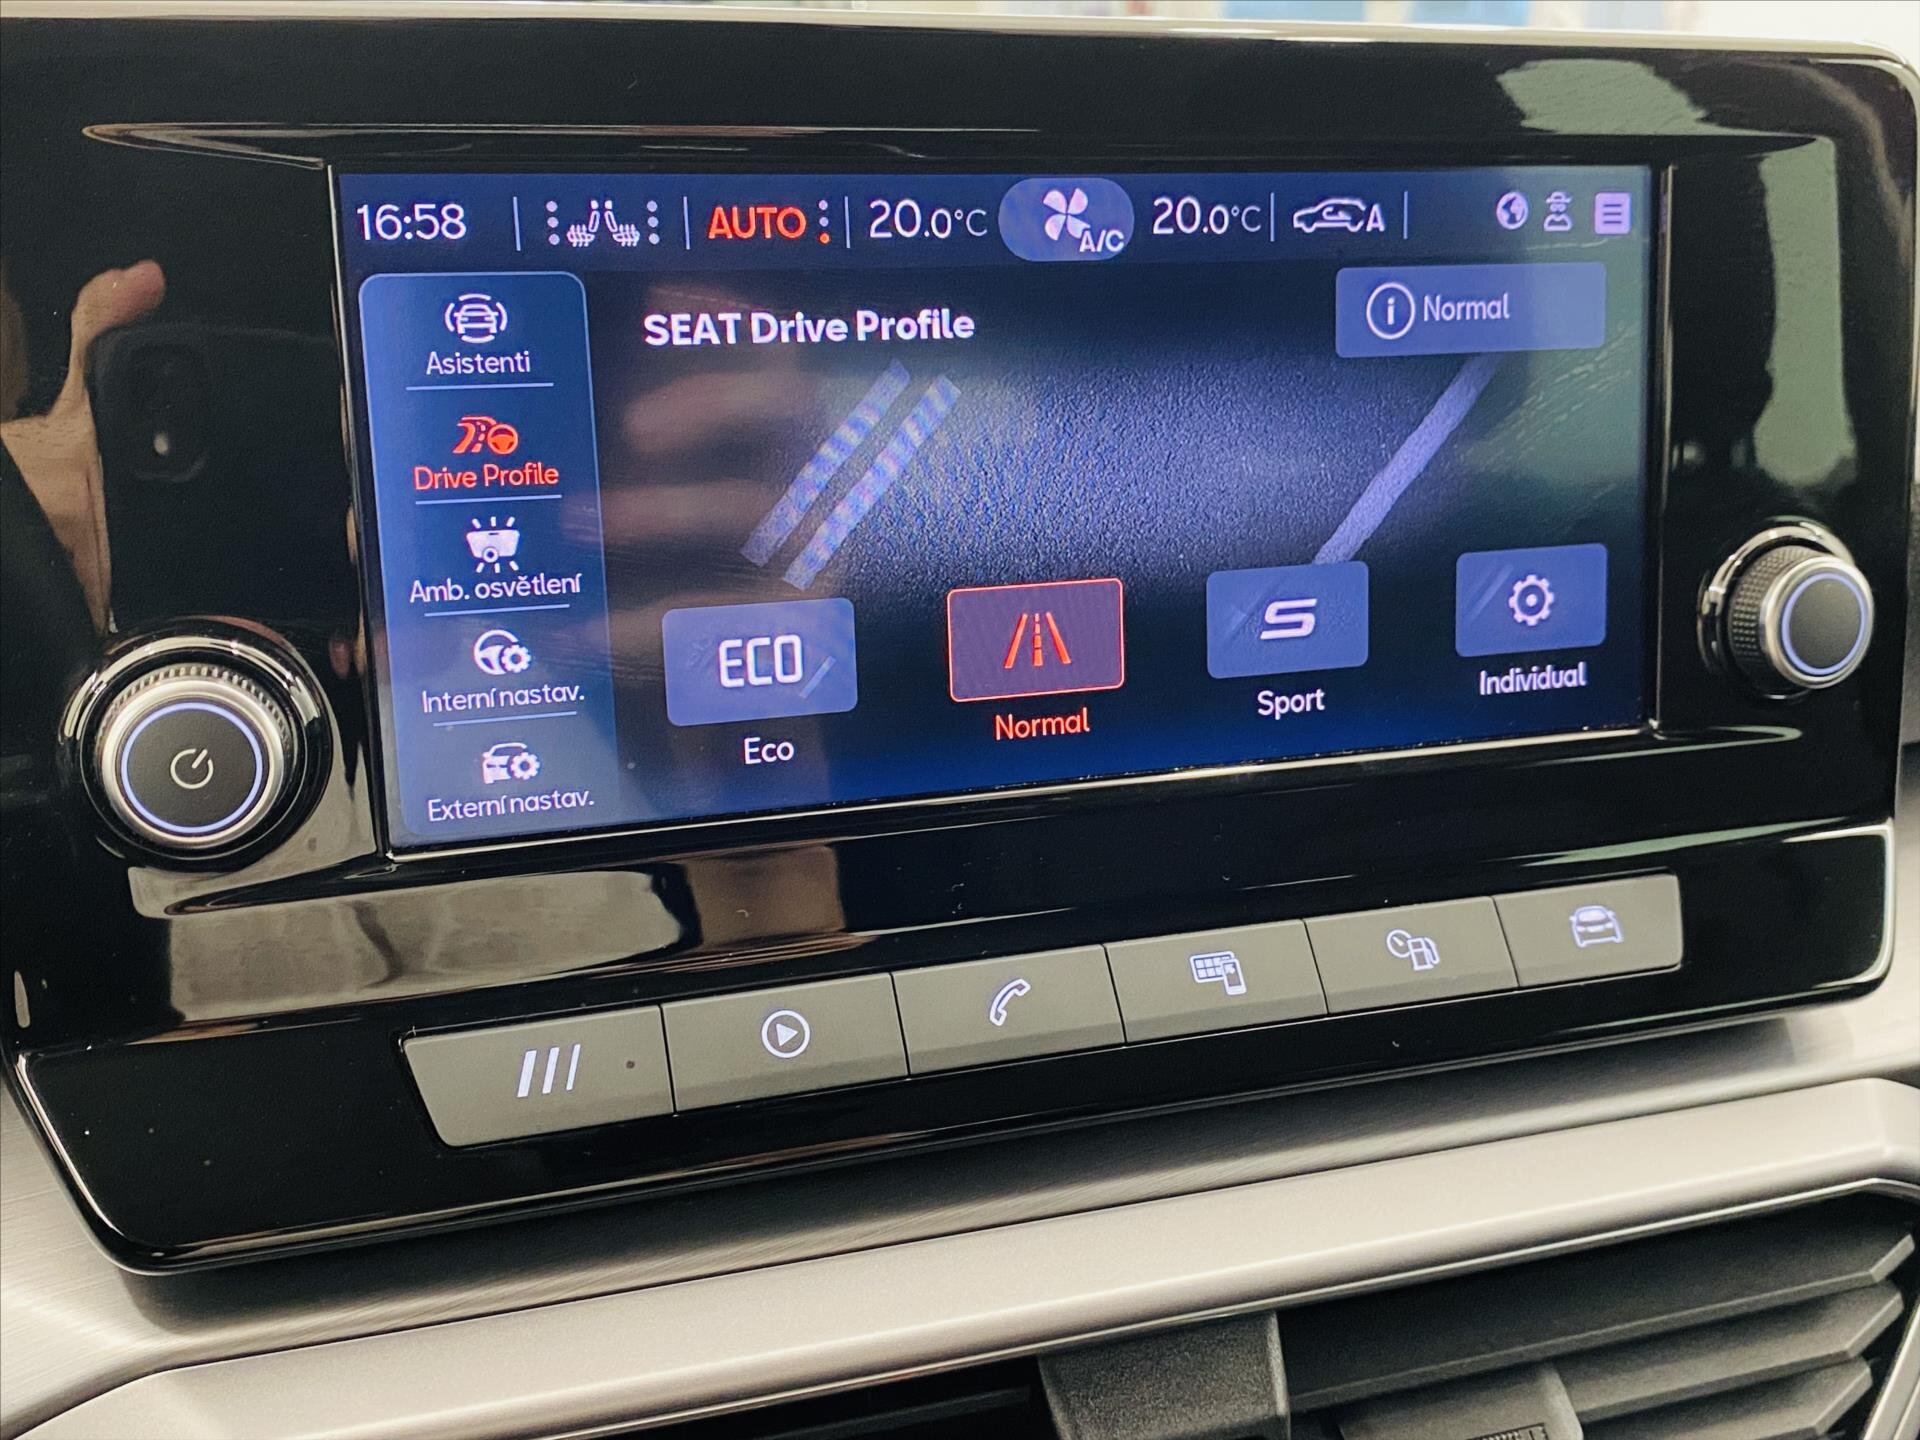 16:58 AUTO 20.0°C A/C 20.0°C A
Asistenti
SEAT Drive Profile
i Normal
Drive Profile
Amb. osvětlení
Interní nastav.
Externí nastav.
ECO S
Eco Normal Sport Individual